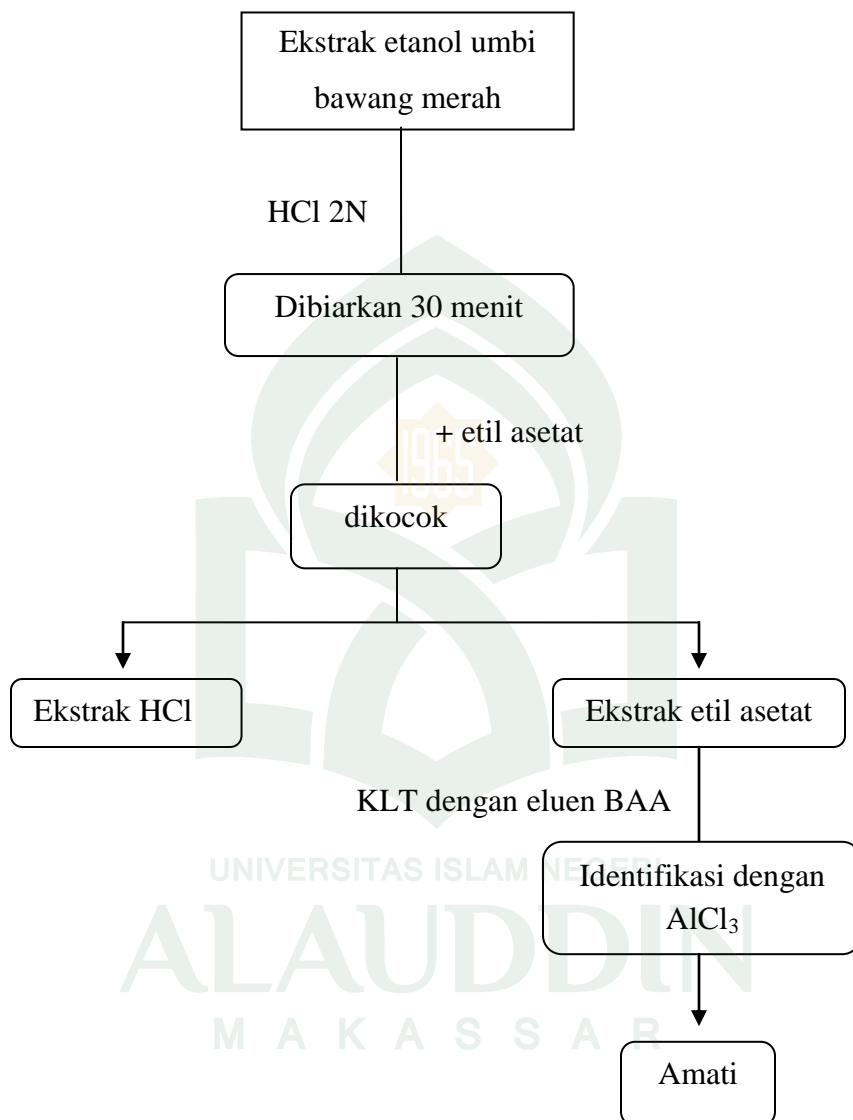 Ekstrak etanol umbi
bawang merah
HCl 2N
Dibiarkan 30 menit
+ etil asetat
1965
dikocok
Ekstrak HCl
Ekstrak etil asetat
KLT dengan eluen BAA
UNIVERSITAS ISLAM NEGERI
Identifikasi dengan
AlCl₃
ALAUDDIN
MAKASSAR
Amati